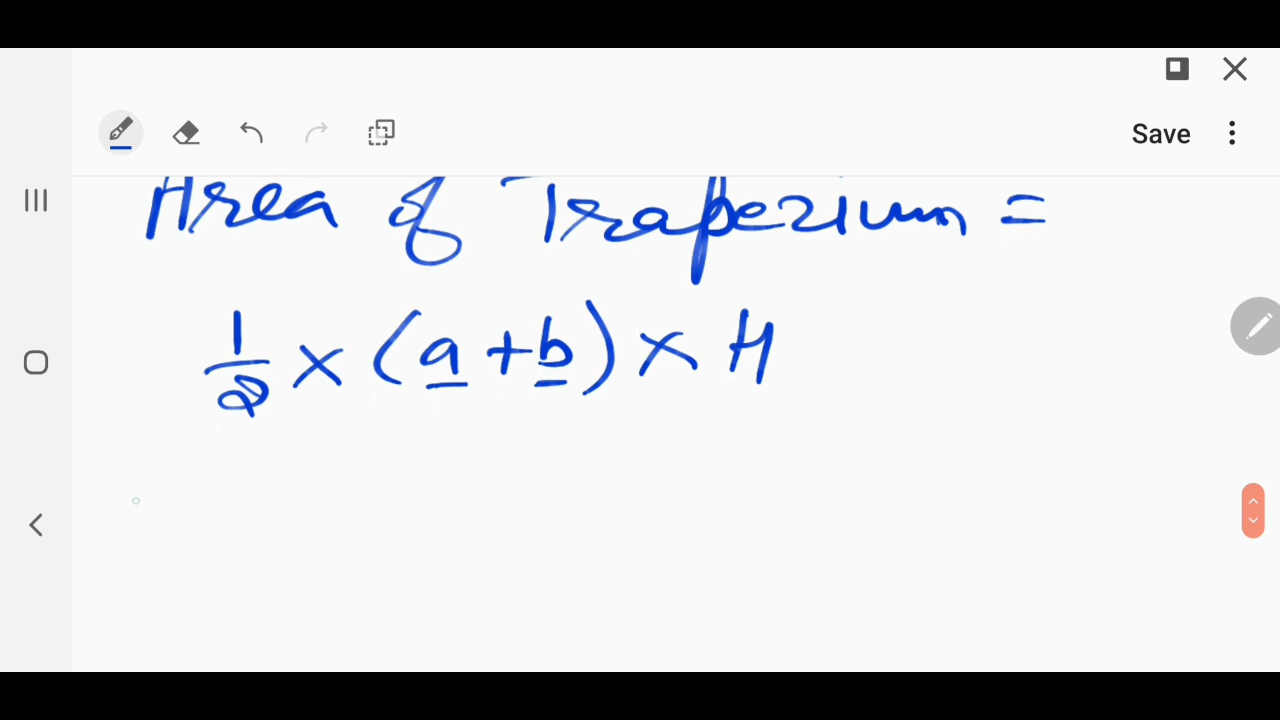 Save
Area of Trapezium =
1/2 × (a + b) × H